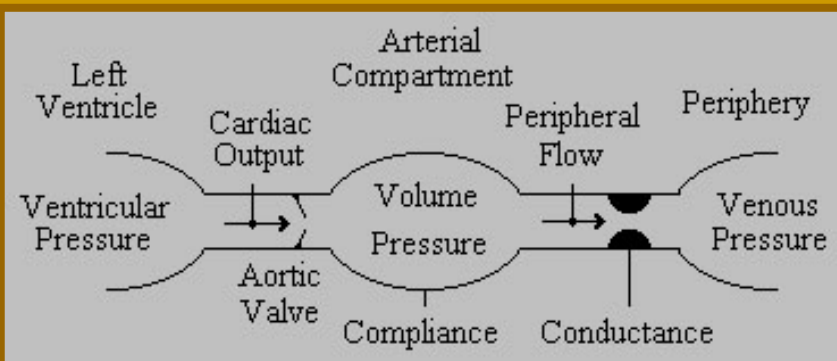 Left
Ventricle
Cardiac
Output
Arterial
Compartment
Peripheral
Flow
Periphery
Ventricular
Pressure
Volume
Pressure
Venous
Pressure
Aortic
Valve
Compliance
Conductance